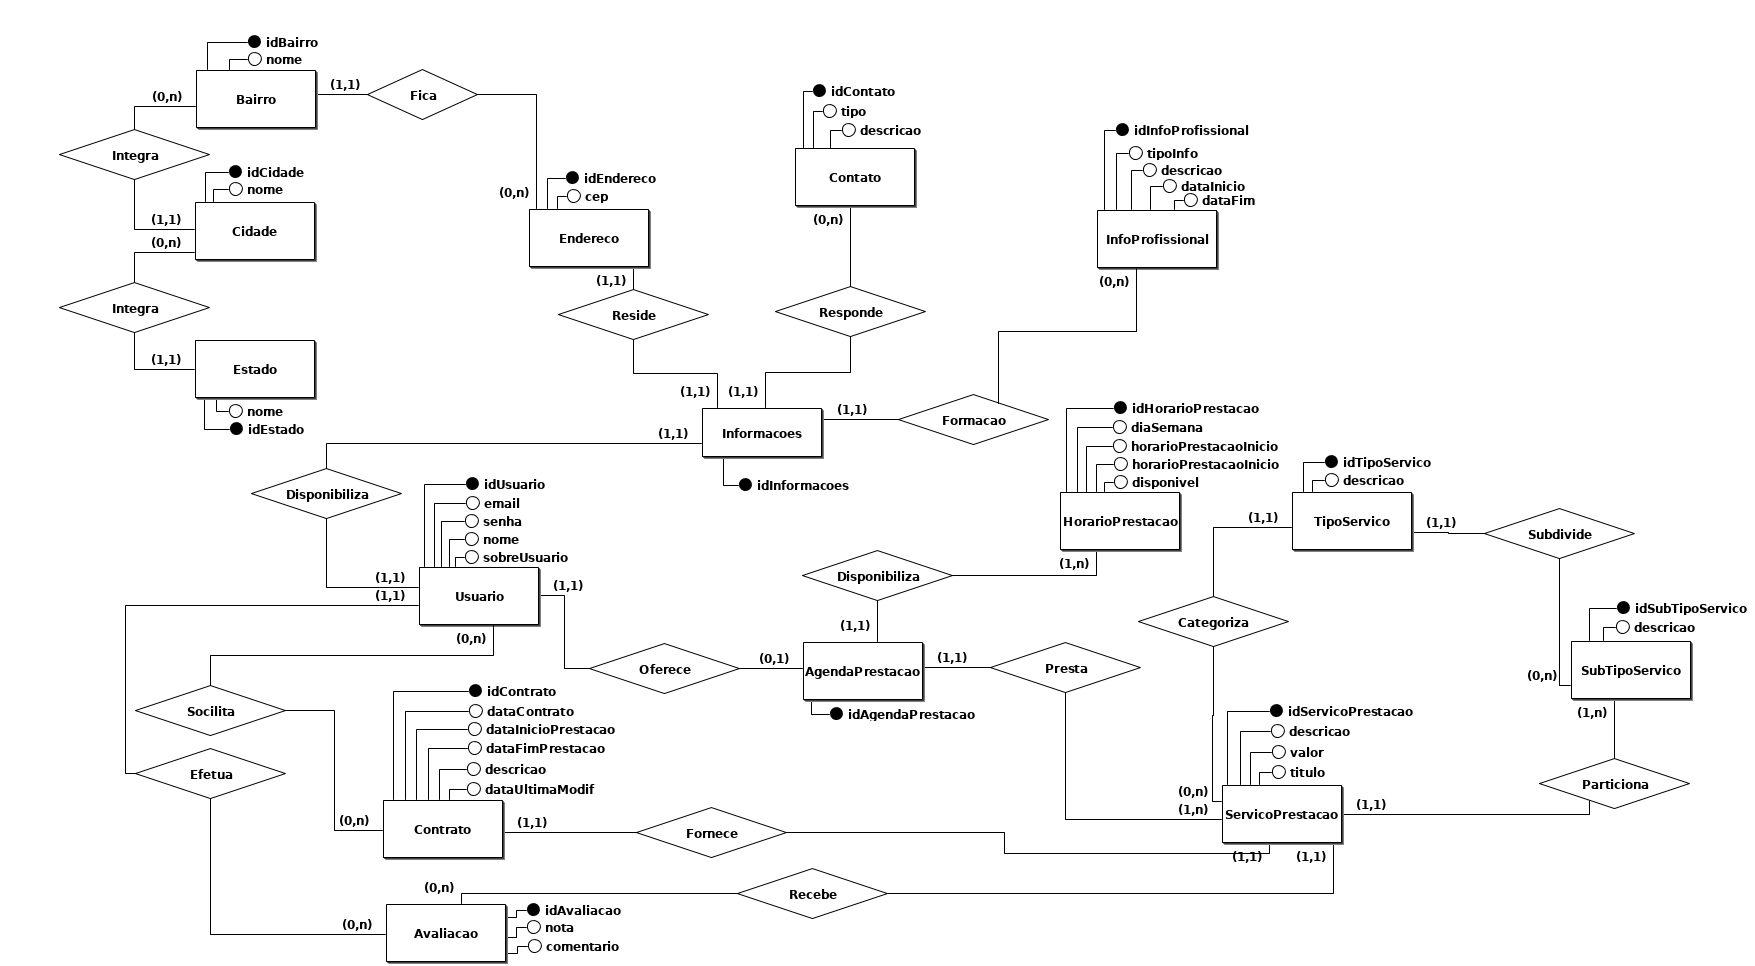 idBairro
nome
Bairro
(1,1)
Fica
(0,n)
Integra
idCidade
nome
Cidade
(1,1)
(0,n)
Integra
(1,1)
Estado
nome
idEstado
(0,n)
idEndereco
cep
Endereco
(1,1)
Reside
(1,1)
idContato
tipo
descricao
Contato
(0,n)
Responde
(1,1)
idInfoProfissional
tipoInfo
descricao
dataInicio
dataFim
InfoProfissional
(0,n)
Formacao
(1,1)
Informacoes
idInformacoes
(1,1)
Disponibiliza
(1,1)
idUsuario
email
senha
nome
sobreUsuario
Usuario
(1,1)
(1,1)
(0,n)
Oferece
(0,1)
idHorarioPrestacao
diaSemana
horarioPrestacaoInicio
horarioPrestacaoInicio
disponivel
HorarioPrestacao
(1,n)
Disponibiliza
(1,1)
AgendaPrestacao
idAgendaPrestacao
(1,1)
Presta
(1,n)
idTipoServico
descricao
TipoServico
(1,1)
(1,1)
Subdivide
Categoriza
(0,n)
idSubTipoServico
descricao
SubTipoServico
(0,n)
(1,n)
Particiona
(1,1)
idServicoPrestacao
descricao
valor
titulo
ServicoPrestacao
(1,1)
(1,1)
Socilita
(0,n)
Efetua
(0,n)
idContrato
dataContrato
dataInicioPrestacao
dataFimPrestacao
descricao
dataUltimaModif
Contrato
(1,1)
Fornece
Recebe
(0,n)
Avaliacao
idAvaliacao
nota
comentario